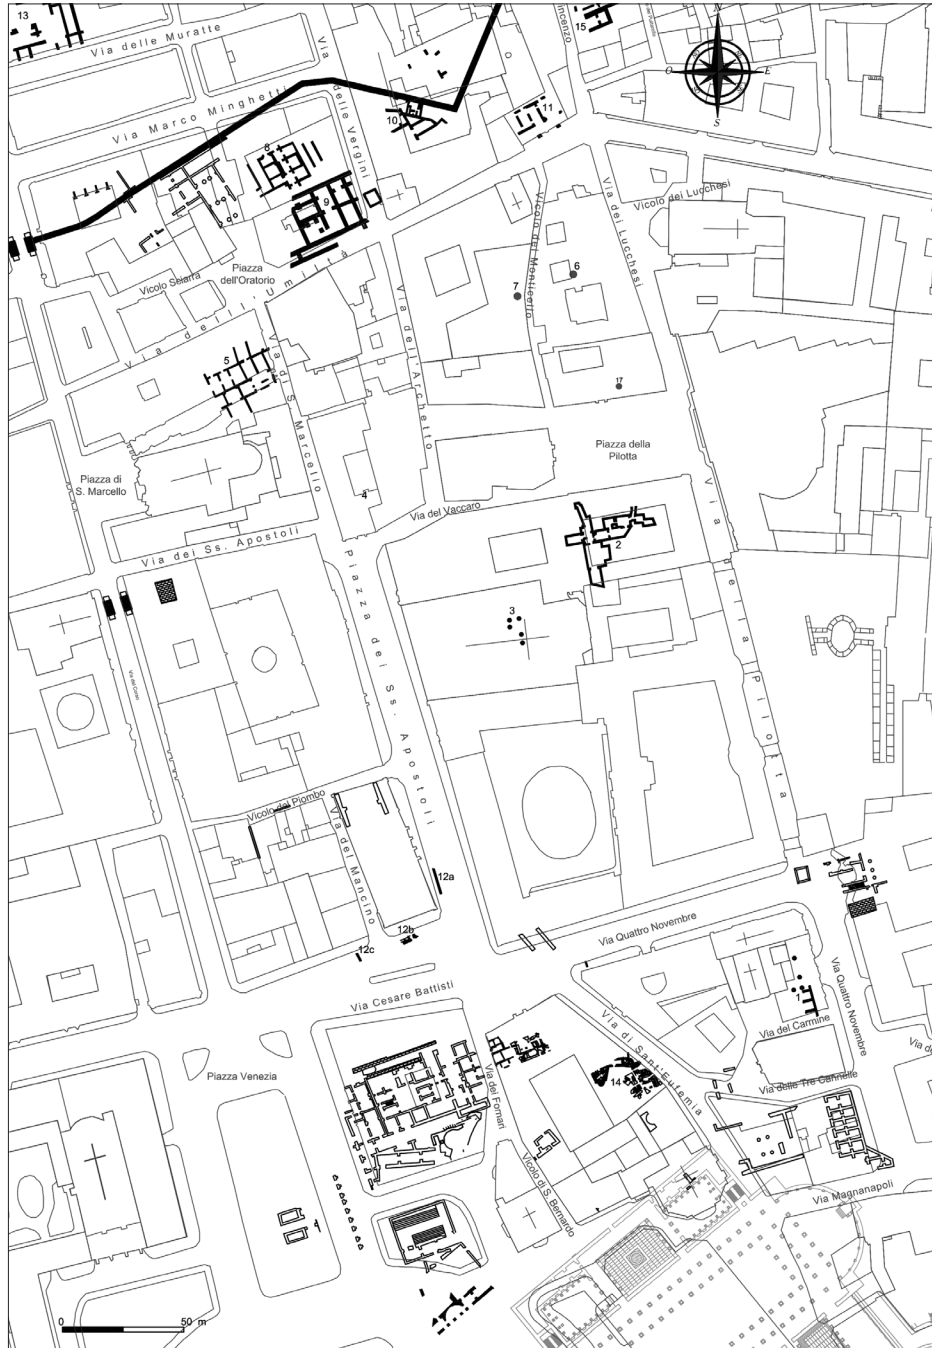 13
Via delle Muratte
Via delle Vergini
15
N
O
E
S
Via Marco Minghetti
10
11
8
9
Vicolo dei Lucchesi
Via dei Lucchesi
Vicolo del Monticello
Piazza
dell'Oratorio
Vicolo Sciarra
Via dell'Umiltà
6
7
Via dell'Archetto
5
17
Via di S. Marcello
Piazza della
Pilotta
Piazza di
S. Marcello
4
Via del Vaccaro
Via dei Ss. Apostoli
2
Via della Pilotta
Piazza dei Ss. Apostoli
3
Via del Corso
Vicolo del Piombo
Via del Mancino
12a
12b
12c
Via Quattro Novembre
Via Cesare Battisti
1
Via Quattro Novembre
Via del Carmine
Via di Sant'Eufemia
Piazza Venezia
Via dei Fornari
14
Via delle Tre Cannelle
Vicolo di S. Bernardo
Via Magnanapoli
0
50 m